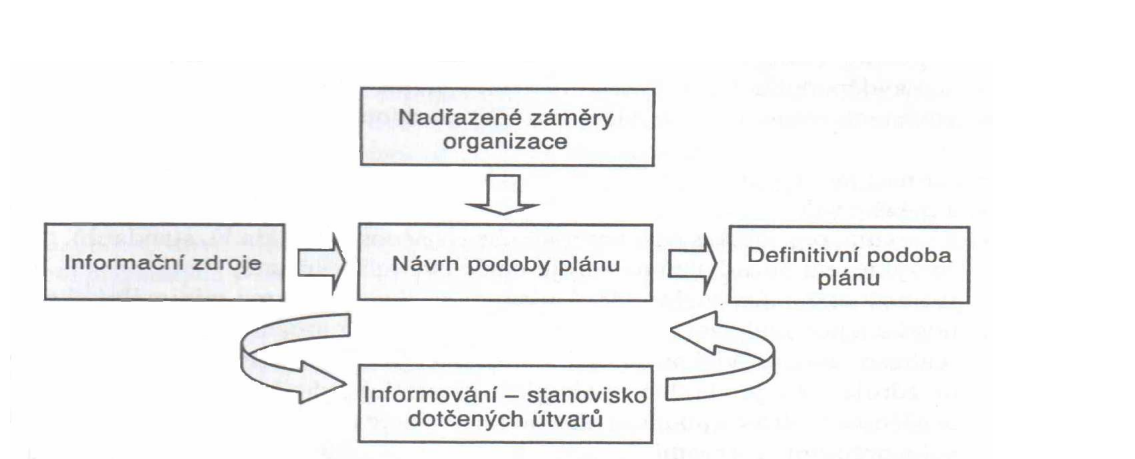 Nadřazené záměry
organizace
Informační zdroje
Návrh podoby plánu
Definitivní podoba
plánu
Informování – stanovisko
dotčených útvarů